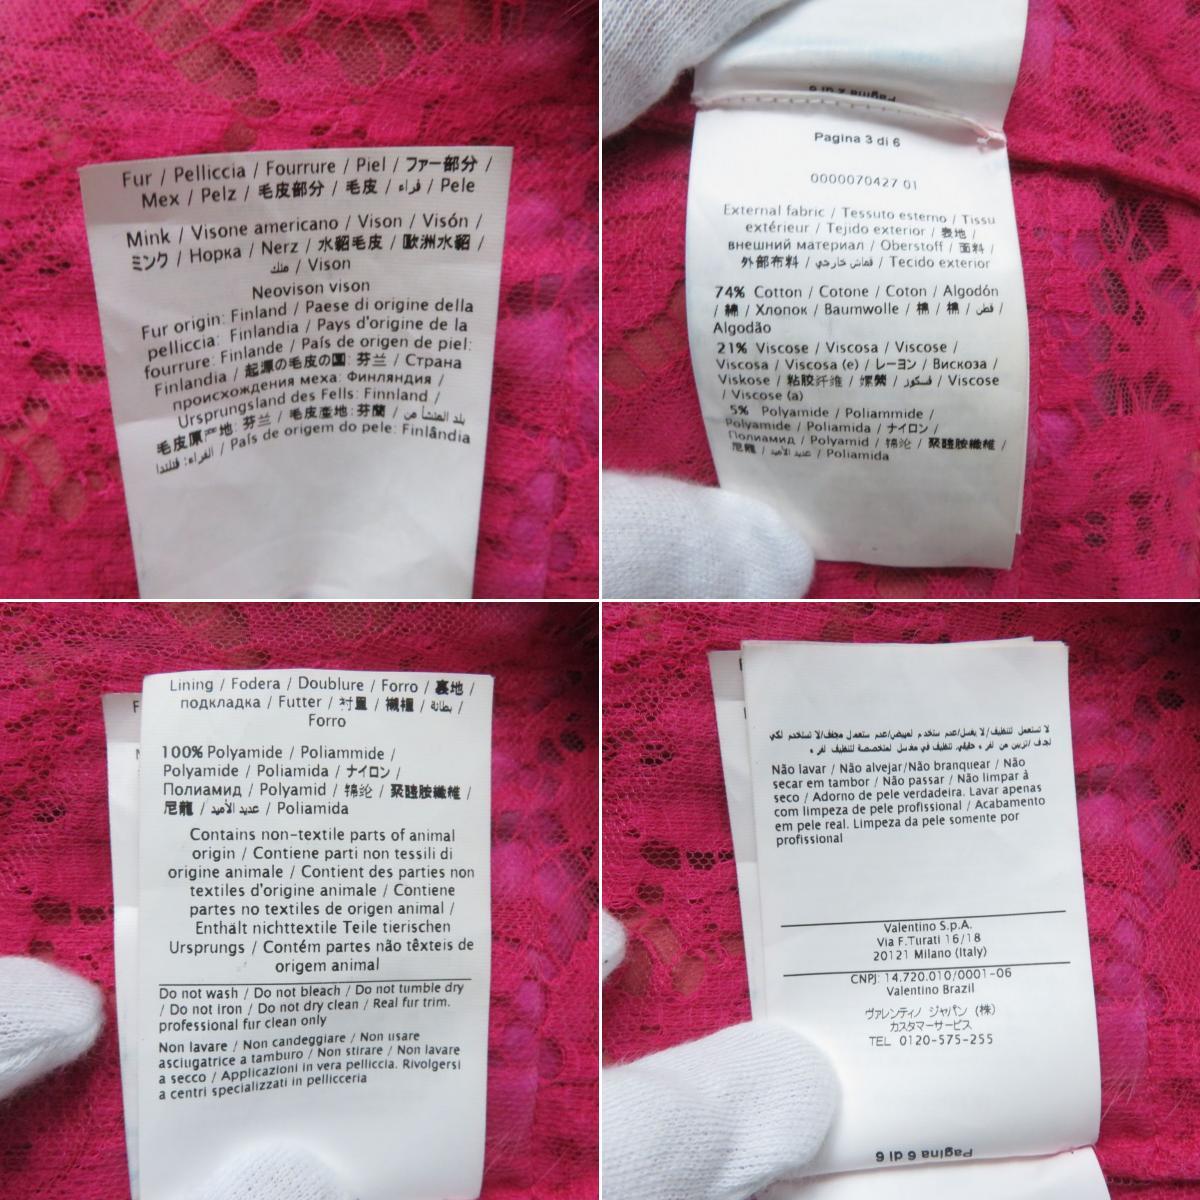 Fur / Pelliccia / Fourrure / Piel / ファー部分 /
Mex / Pelz / 毛皮部分 / 毛皮 / فراء / Pele
Mink / Visone americano / Vison / Visón /
ミンク / Норка / Nerz / 水貂毛皮 / 歐洲水貂 /
منك / Vison
Neovison vison
Fur origin: Finland / Paese di origine della
pelliccia: Finlandia / Pays d'origine de la
fourrure: Finlande / País de origen de piel:
Finlandia / 起源の毛皮の国: 芬兰 / Страна
происхождения меха: Финляндия /
Ursprungsland des Fells: Finnland /
毛皮原产地: 芬兰 / 毛皮產地: 芬蘭 / بلد المنشأ من
الفراء: فنلندا / País de origem do pele: Finlândia
Pagina 2 di 6
Pagina 3 di 6
0000070427 01
External fabric / Tessuto esterno / Tissu
extérieur / Tejido exterior / 表地 /
внешний материал / Oberstoff / 面料 /
外部布料 / قماش خارجي / Tecido exterior
74% Cotton / Cotone / Coton / Algodón
/ 綿 / Хлопок / Baumwolle / 棉 / 棉 / قطن /
Algodão
21% Viscose / Viscosa / Viscose /
Viscosa / Viscosa (e) / レーヨン / Вискоза /
Viskose / 粘胶纤维 / 嫘縈 / فسكوز / Viscose
/ Viscose (a)
5% Polyamide / Poliammide /
Polyamide / Poliamida / ナイロン /
Полиамид / Polyamid / 锦纶 / 聚醯胺纖維 /
尼龍 / عديد الأميد / Poliamida
Lining / Fodera / Doublure / Forro / 裏地 /
подкладка / Futter / 衬里 / 襯裡 / بطانة /
Forro
100% Polyamide / Poliammide /
Polyamide / Poliamida / ナイロン /
Полиамид / Polyamid / 锦纶 / 聚醯胺纖維 /
尼龍 / عديد الأميد / Poliamida
Contains non-textile parts of animal
origin / Contiene parti non tessili di
origine animale / Contient des parties non
textiles d'origine animale / Contiene
partes no textiles de origen animal /
Enthält nichttextile Teile tierischen
Ursprungs / Contém partes não têxteis de
origem animal
Do not wash / Do not bleach / Do not tumble dry
/ Do not iron / Do not dry clean / Real fur trim.
professional fur clean only
Non lavare / Non candeggiare / Non usare
asciugatrice a tamburo / Non stirare / Non lavare
a secco / Applicazioni in vera pelliccia. Rivolgersi
a centri specializzati in pellicceria
Não lavar / Não alvejar/Não branquear / Não
secar em tambor / Não passar / Não limpar à
seco / Adorno de pele verdadeira. Lavar apenas
com limpeza de pele profissional / Acabamento
em pele real. Limpeza da pele somente por
profissional
Valentino S.p.A.
Via F.Turati 16/18
20121 Milano (Italy)
CNPJ: 14.720.010/0001-06
Valentino Brazil
ヴァレンティノ ジャパン (株)
カスタマーサービス
TEL 0120-575-255
Pagina 6 di 6